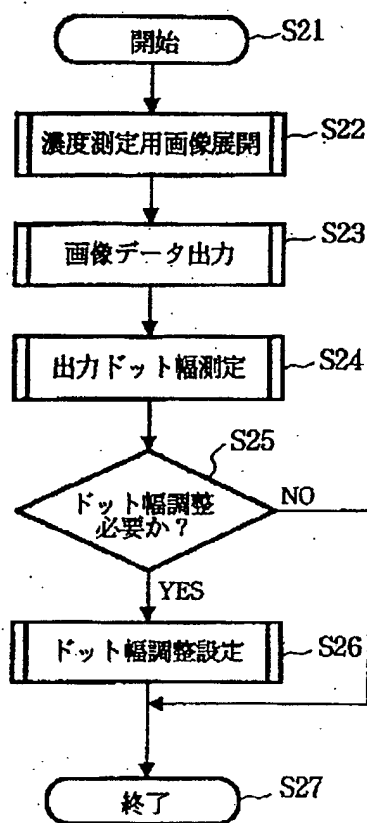 開始
S21
濃度測定用画像展開
S22
画像データ出力
S23
出力ドット幅測定
S24
S25
ドット幅調整
必要か?
NO
YES
ドット幅調整設定
S26
終了
S27